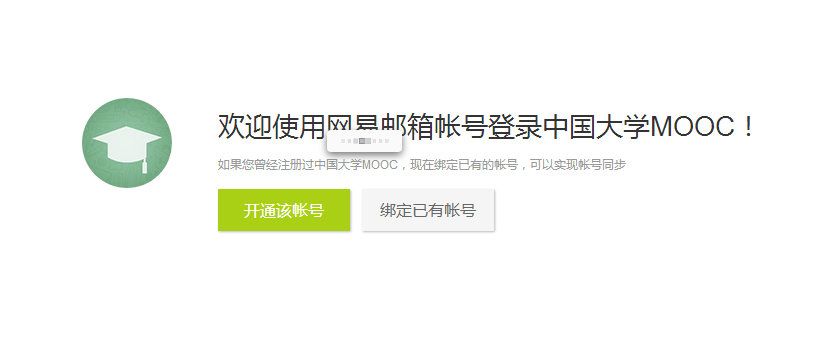 欢迎使用网易邮箱帐号登录中国大学MOOC！
如果您曾经注册过中国大学MOOC，现在绑定已有的帐号，可以实现帐号同步
开通该帐号
绑定已有帐号